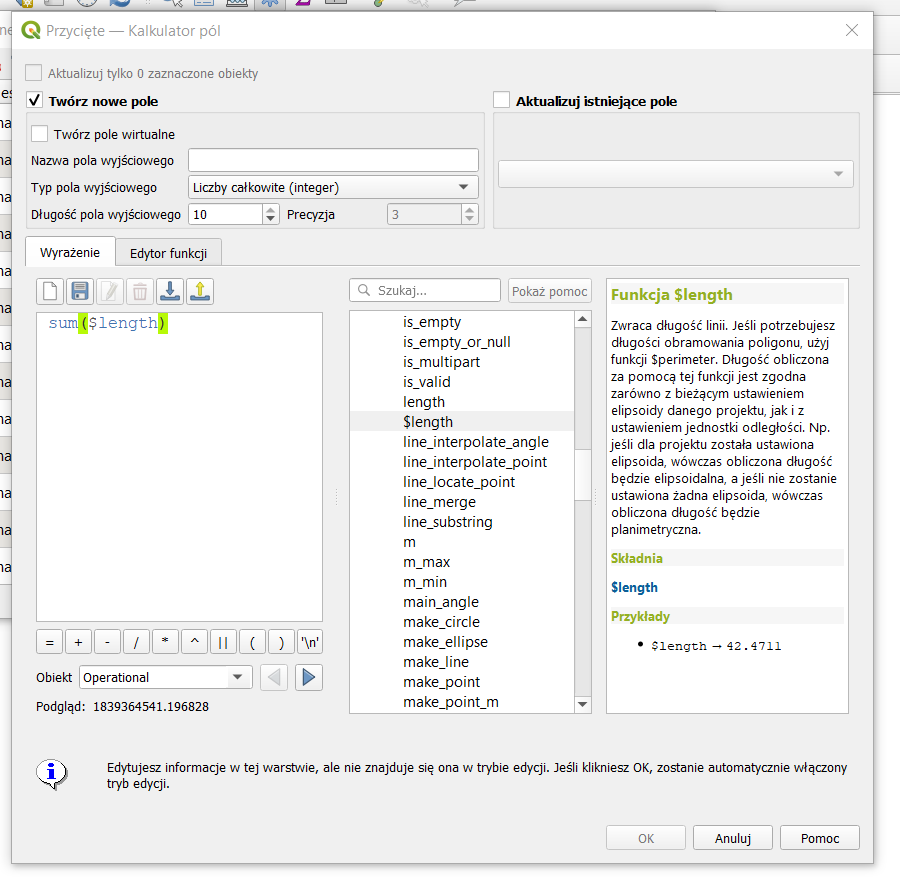 Przycięte — Kalkulator pól
Aktualizuj tylko 0 zaznaczone obiekty
Twórz nowe pole
Aktualizuj istniejące pole
Twórz pole wirtualne
Nazwa pola wyjściowego
Typ pola wyjściowego
Liczby całkowite (integer)
Długość pola wyjściowego
10
Precyzja
3
Wyrażenie
Edytor funkcji
sum($length)
=
+
-
/
*
^
||
(
)
'\n'
Obiekt
Operational
Podgląd: 1839364541.196828
Szukaj...
Pokaż pomoc
is_empty
is_empty_or_null
is_multipart
is_valid
length
$length
line_interpolate_angle
line_interpolate_point
line_locate_point
line_merge
line_substring
m
m_max
m_min
main_angle
make_circle
make_ellipse
make_line
make_point
make_point_m
Funkcja $length
Zwraca długość linii. Jeśli potrzebujesz
długości obramowania poligonu, użyj
funkcji $perimeter. Długość obliczona
za pomocą tej funkcji jest zgodna
zarówno z bieżącym ustawieniem
elipsoidy danego projektu, jak i z
ustawieniem jednostki odległości. Np.
jeśli dla projektu została ustawiona
elipsoida, wówczas obliczona długość
będzie elipsoidalna, a jeśli nie zostanie
ustawiona żadna elipsoida, wówczas
obliczona długość będzie
planimetryczna.
Składnia
$length
Przykłady
• $length → 42.4711
Edytujesz informacje w tej warstwie, ale nie znajduje się ona w trybie edycji. Jeśli klikniesz OK, zostanie automatycznie włączony
tryb edycji.
OK
Anuluj
Pomoc